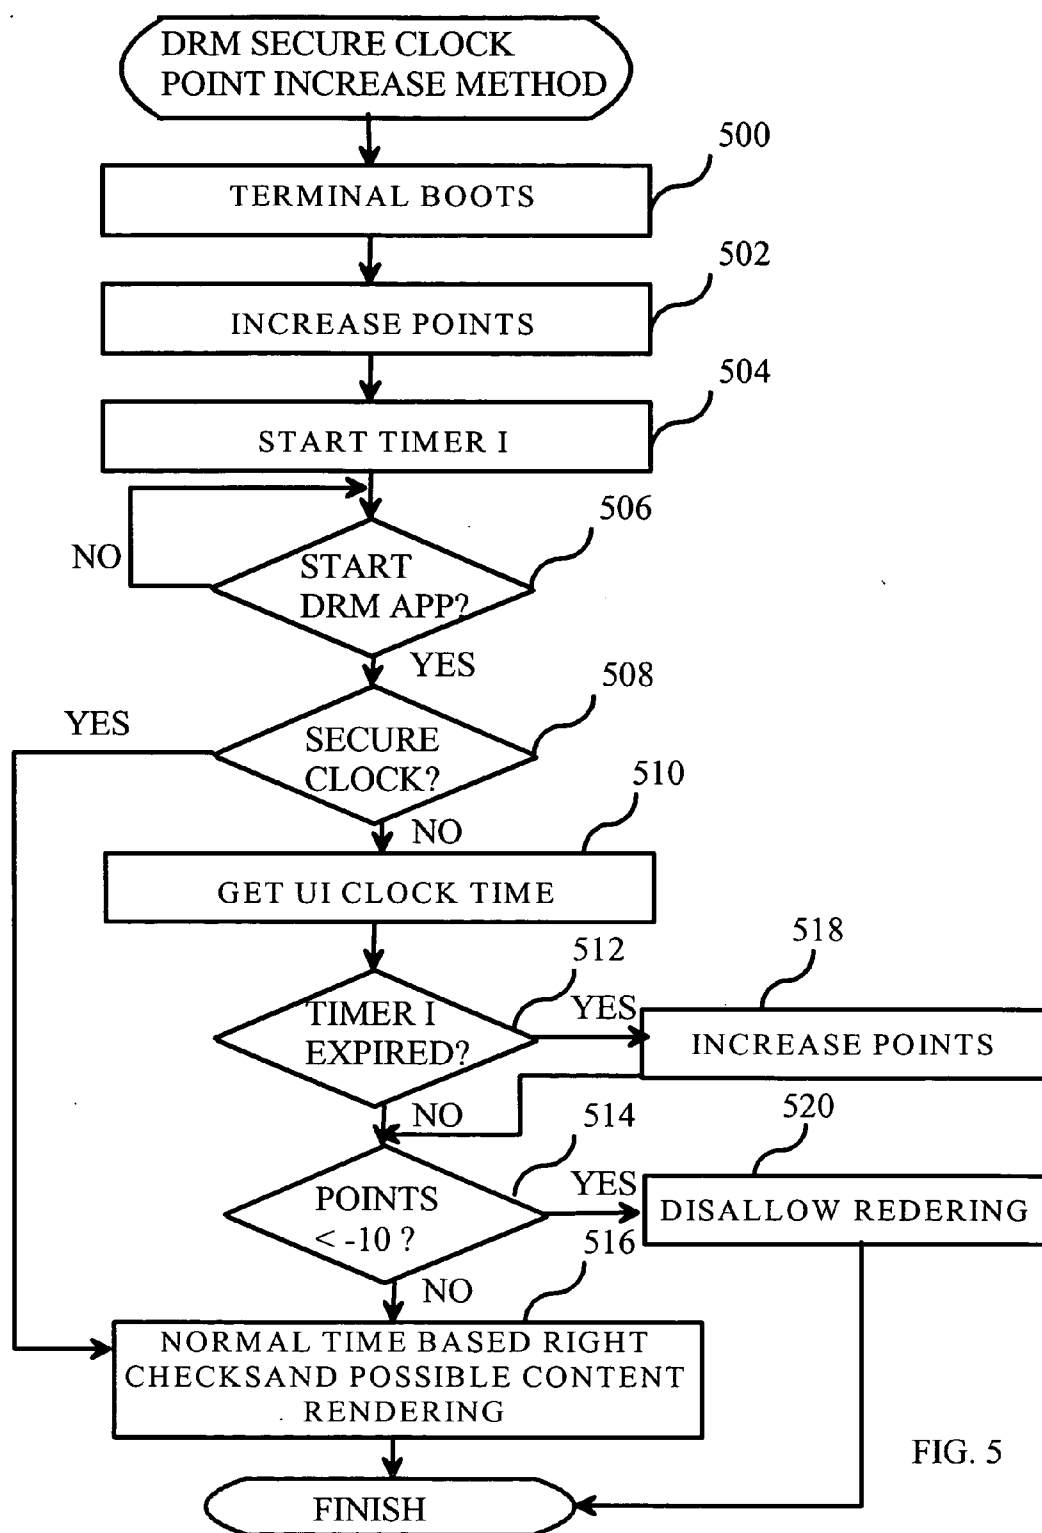 DRM SECURE CLOCK
POINT INCREASE METHOD
500
TERMINAL BOOTS
502
INCREASE POINTS
504
START TIMER I
506
NO
START
DRM APP?
YES
508
YES
SECURE
CLOCK?
510
NO
GET UI CLOCK TIME
518
512
TIMER I
EXPIRED?
YES
INCREASE POINTS
NO
514
520
POINTS
< -10 ?
YES
DISALLOW REDERING
516
NO
NORMAL TIME BASED RIGHT
CHECKSAND POSSIBLE CONTENT
RENDERING
FINISH
FIG. 5